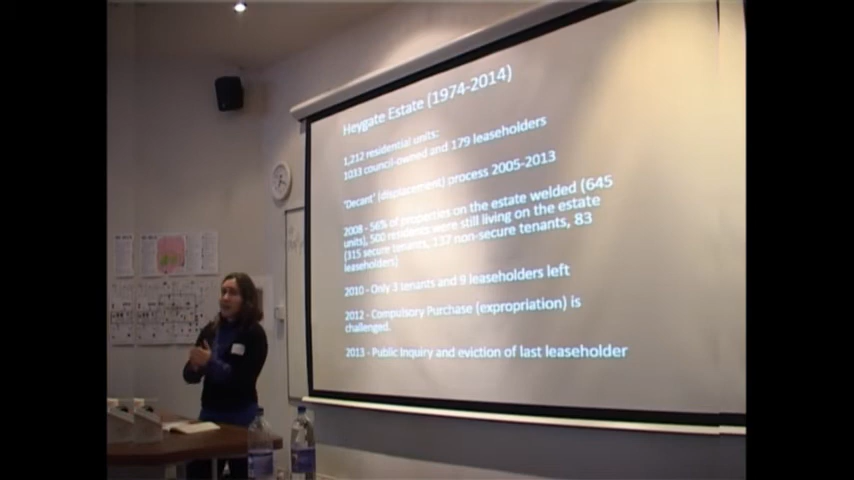 Heygate Estate (1974-2014)
1,212 residential units:
1033 council-owned and 179 leaseholders
'Decant' (displacement) process 2005-2013
2008 - 56% of properties on the estate welded (645
units), 500 residents were still living on the estate
(315 secure tenants, 137 non-secure tenants, 83
leaseholders)
2010 - Only 3 tenants and 9 leaseholders left
2012 - Compulsory Purchase (expropriation) is
challenged.
2013 - Public Inquiry and eviction of last leaseholder